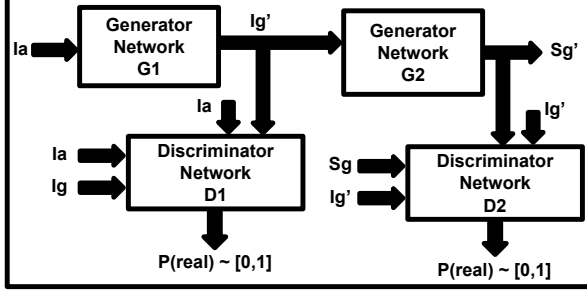 Ia
Generator
Network
G1
Ig’
Generator
Network
G2
Sg’
Ia
Ig’
Ia
Ig
Discriminator
Network
D1
Sg
Ig’
Discriminator
Network
D2
P(real) ~ [0,1]
P(real) ~ [0,1]